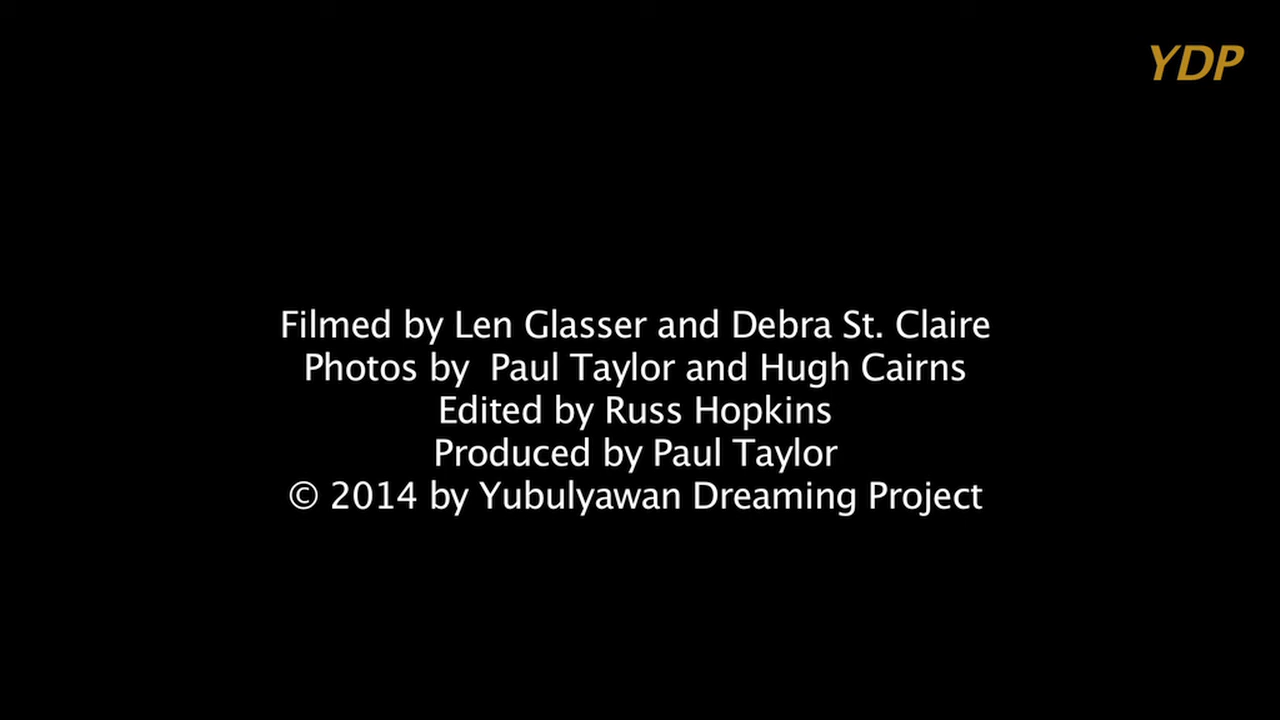 YDP
Filmed by Len Glasser and Debra St. Claire
Photos by  Paul Taylor and Hugh Cairns
Edited by Russ Hopkins
Produced by Paul Taylor
© 2014 by Yubulyawan Dreaming Project